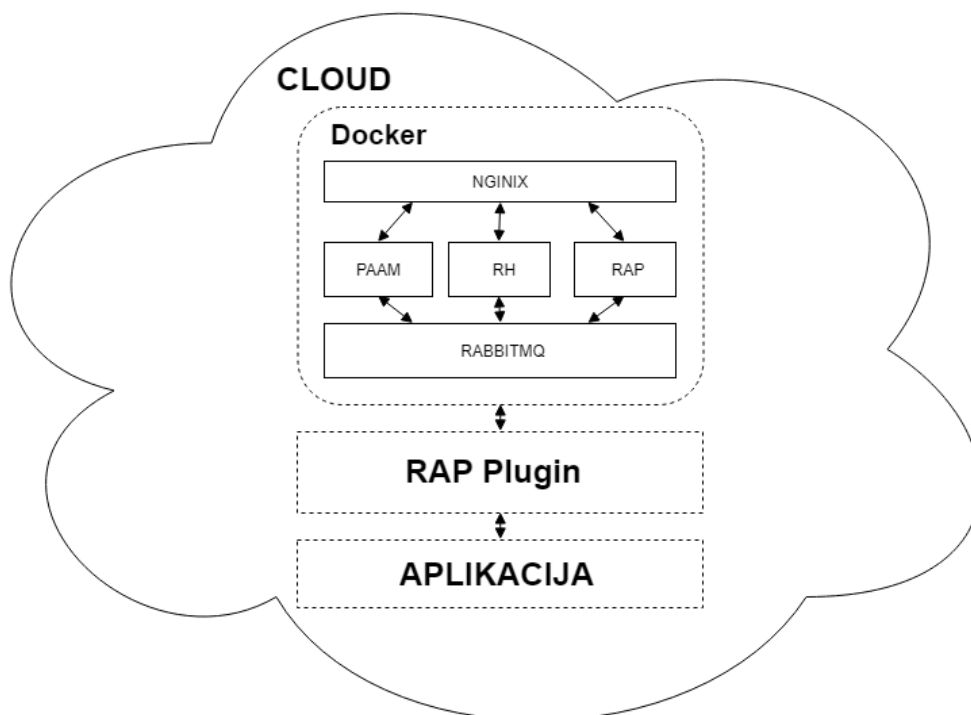 CLOUD
Docker
NGINIX
PAAM
RH
RAP
RABBITMQ
RAP Plugin
APLIKACIJA